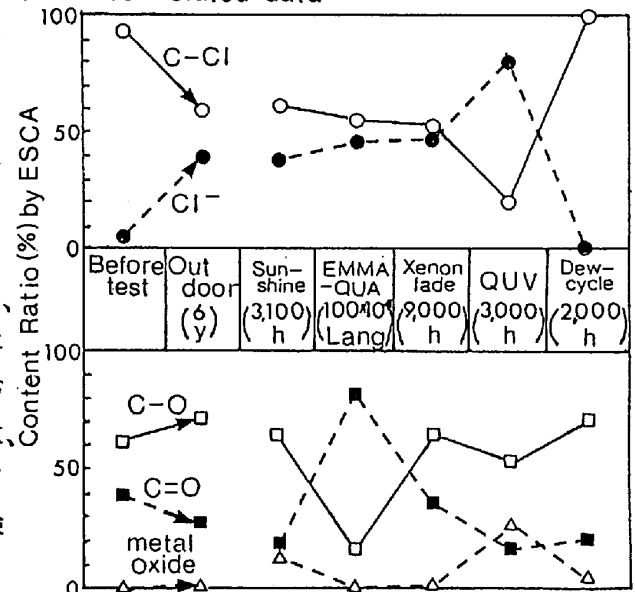 100
C-Cl
50
Cl⁻
0
Content Ratio (%) by ESCA
Before test
Out door (6 y)
Sun-shine (3,100 h)
EMMA-QUA (Lang)
Xenon fade (9,000 h)
QUV (3,000 h)
Dew-cycle (2,000 h)
100
C-O
50
C=O
metal
oxide
0